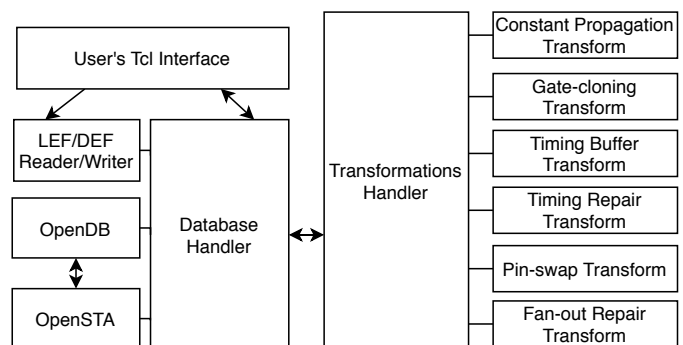 User's Tcl Interface
LEF/DEF
Reader/Writer
OpenDB
OpenSTA
Database
Handler
Transformations
Handler
Constant Propagation
Transform
Gate-cloning
Transform
Timing Buffer
Transform
Timing Repair
Transform
Pin-swap Transform
Fan-out Repair
Transform